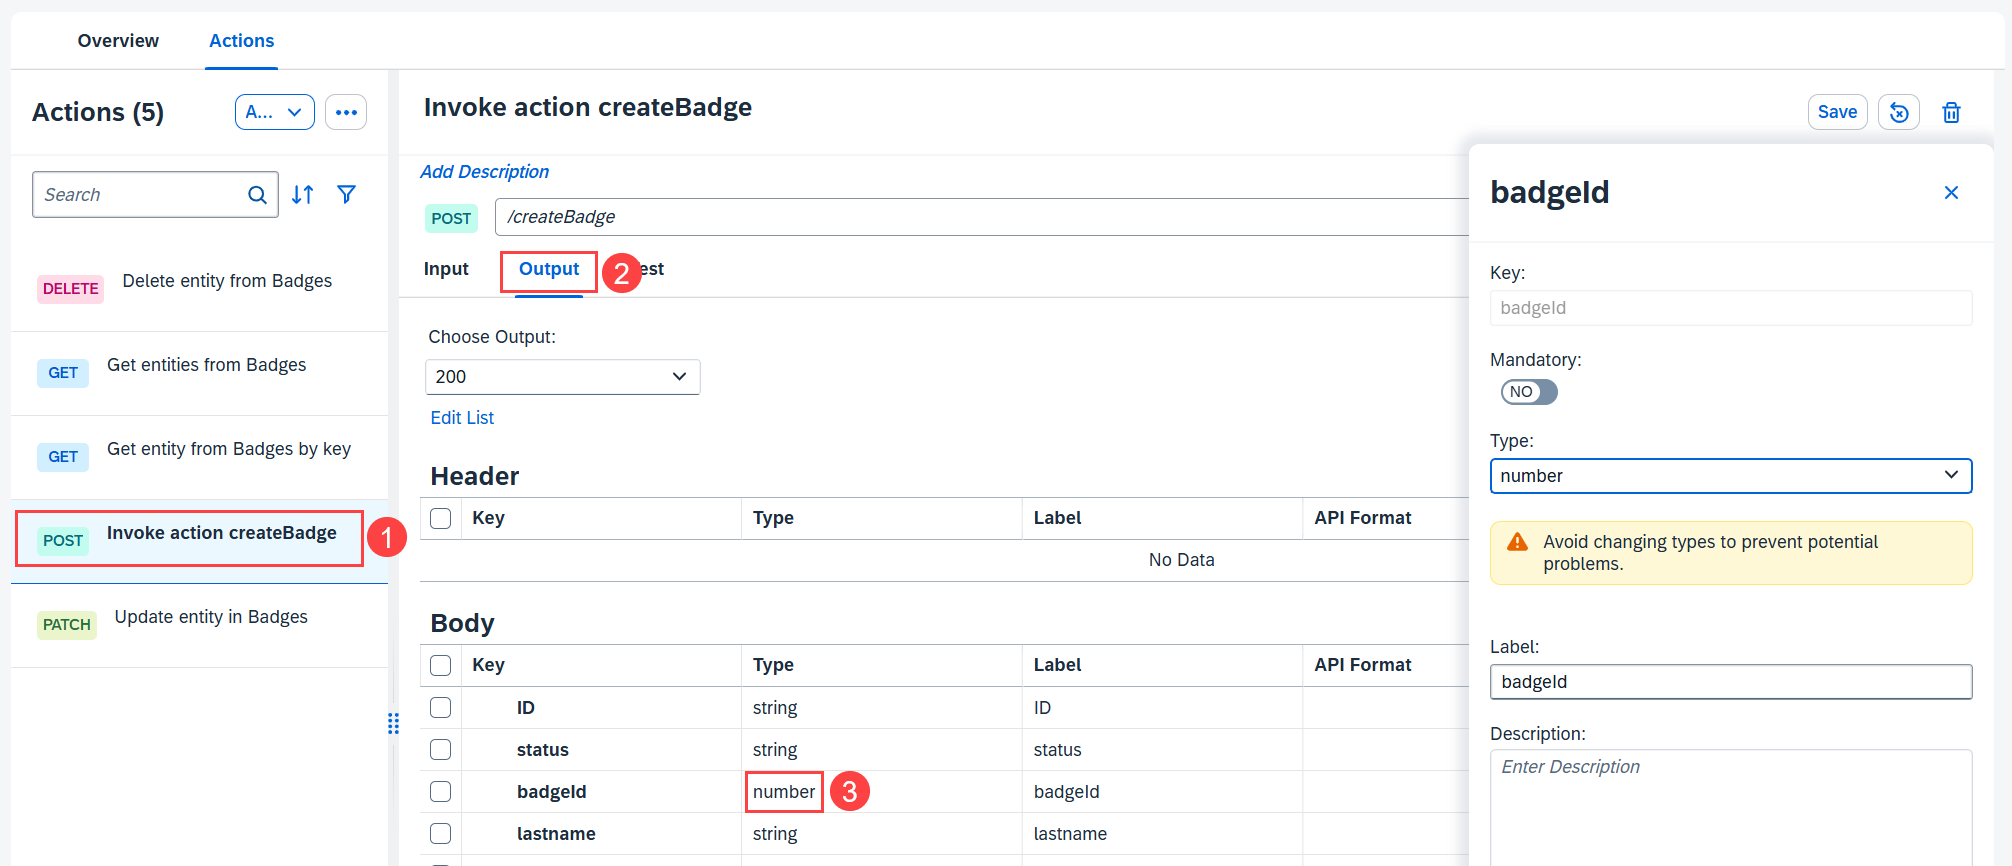 Overview Actions
Actions (5) A...
Invoke action createBadge
Save
Search
DELETE Delete entity from Badges
GET Get entities from Badges
GET Get entity from Badges by key
POST Invoke action createBadge 1
PATCH Update entity in Badges
Add Description
POST /createBadge
Input Output 2 est
Choose Output:
200
Edit List
Header
Key Type Label API Format
No Data
Body
Key Type Label API Format
ID string ID
status string status
badgeId number 3 badgeId
lastname string lastname
badgeId
Key:
badgeId
Mandatory:
NO
Type:
number
Avoid changing types to prevent potential
problems.
Label:
badgeId
Description:
Enter Description